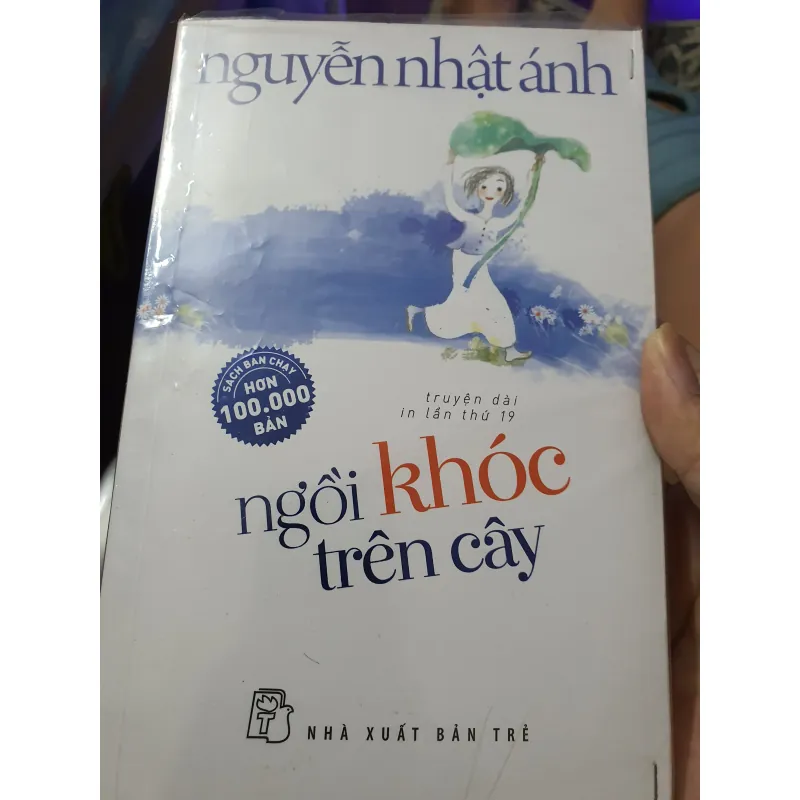 nguyễn nhật ánh
SÁCH BÁN CHẠY
HƠN
100.000
BẢN
truyện dài
in lần thứ 19
ngồi khóc
trên cây
T
NHÀ XUẤT BẢN TRẺ